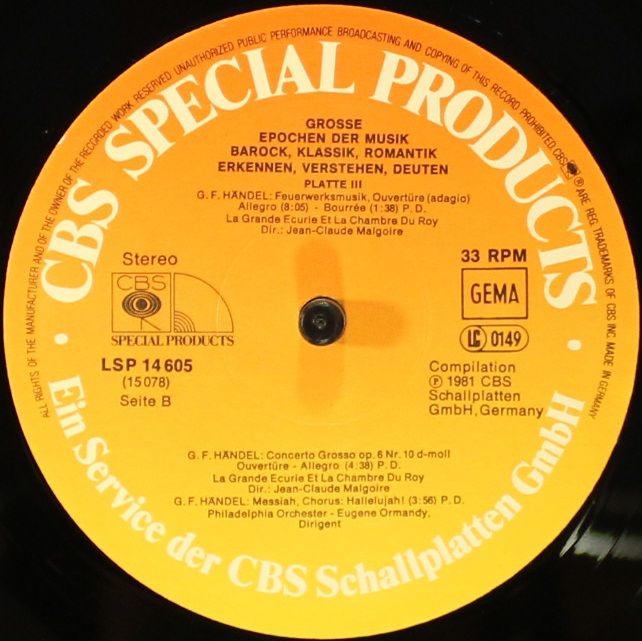 ALL RIGHTS OF THE MANUFACTURER AND OF THE OWNER OF THE RECORDED WORK RESERVED. UNAUTHORIZED PUBLIC PERFORMANCE BROADCASTING AND COPYING OF THIS RECORD PROHIBITED. CBS ® ARE REG. TRADEMARKS OF CBS INC. MADE IN GERMANY
CBS SPECIAL PRODUCTS
GROSSE
EPOCHEN DER MUSIK
BAROCK, KLASSIK, ROMANTIK
ERKENNEN, VERSTEHEN, DEUTEN
PLATTE III
G. F. HÄNDEL: Feuerwerksmusik, Ouvertüre (adagio)
Allegro (8:05) - Bourrée (1:38) P. D.
La Grande Ecurie Et La Chambre Du Roy
Dir.: Jean-Claude Malgoire
Stereo
CBS
SPECIAL PRODUCTS
LSP 14 605
(15 078)
Seite B
33 RPM
GEMA
LC 0149
Compilation
℗ 1981 CBS
Schallplatten
GmbH, Germany
G. F. HÄNDEL: Concerto Grosso op. 6 Nr. 10 d-moll
Ouvertüre - Allegro (4:38) P. D.
La Grande Ecurie Et La Chambre Du Roy
Dir.: Jean-Claude Malgoire
G. F. HÄNDEL: Messiah, Chorus: Hallelujah! (3:56) P. D.
Philadelphia Orchester - Eugene Ormandy,
Dirigent
Ein Service der CBS Schallplatten GmbH